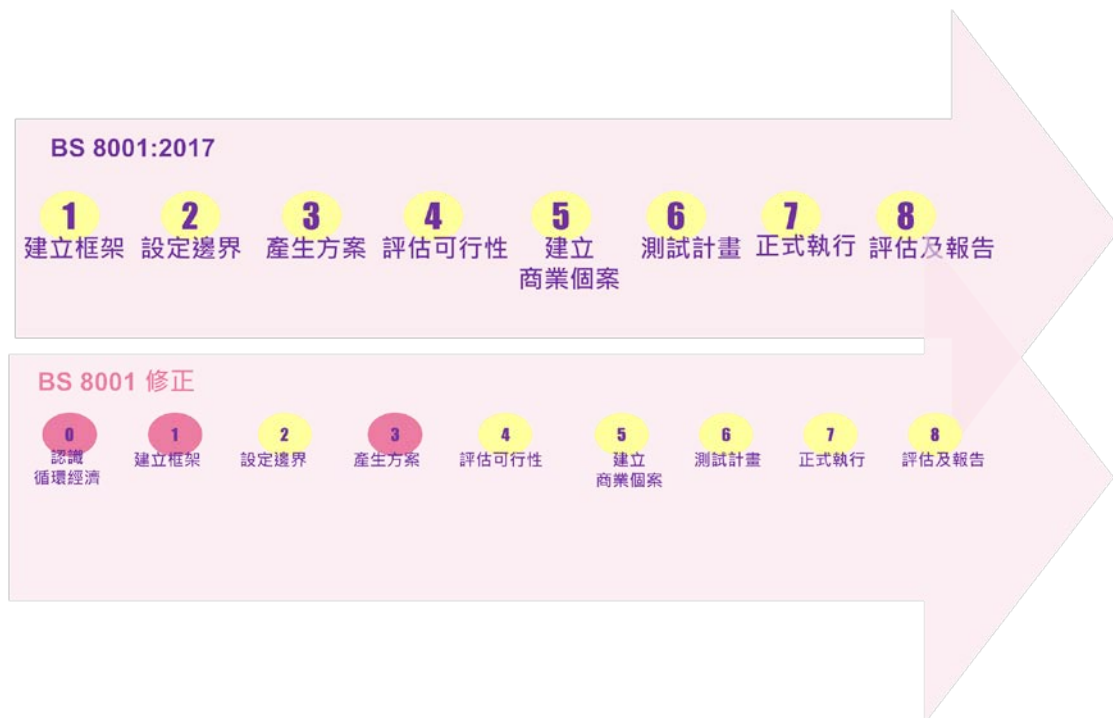 BS 8001:2017
1 2 3 4 5 6 7 8
建立框架 設定邊界 產生方案 評估可行性 建立 測試計畫 正式執行 評估及報告
商業個案
BS 8001 修正
0 1 2 3 4 5 6 7 8
認識 建立框架 設定邊界 產生方案 評估可行性 建立 測試計畫 正式執行 評估及報告
循環經濟 商業個案